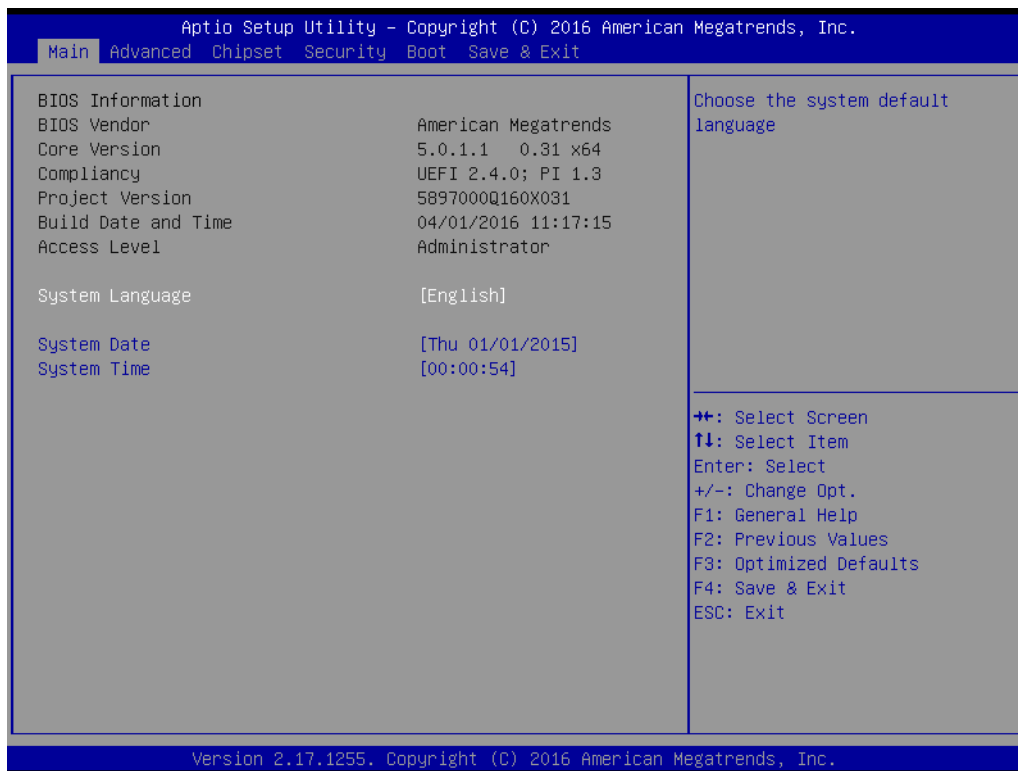 Aptio Setup Utility – Copyright (C) 2016 American Megatrends, Inc.
Main Advanced Chipset Security Boot Save & Exit
BIOS Information
BIOS Vendor American Megatrends
Core Version 5.0.1.1 0.31 x64
Compliancy UEFI 2.4.0; PI 1.3
Project Version 5897000Q160X031
Build Date and Time 04/01/2016 11:17:15
Access Level Administrator
System Language [English]
System Date [Thu 01/01/2015]
System Time [00:00:54]
Choose the system default
language
→←: Select Screen
↑↓: Select Item
Enter: Select
+/-: Change Opt.
F1: General Help
F2: Previous Values
F3: Optimized Defaults
F4: Save & Exit
ESC: Exit
Version 2.17.1255. Copyright (C) 2016 American Megatrends, Inc.